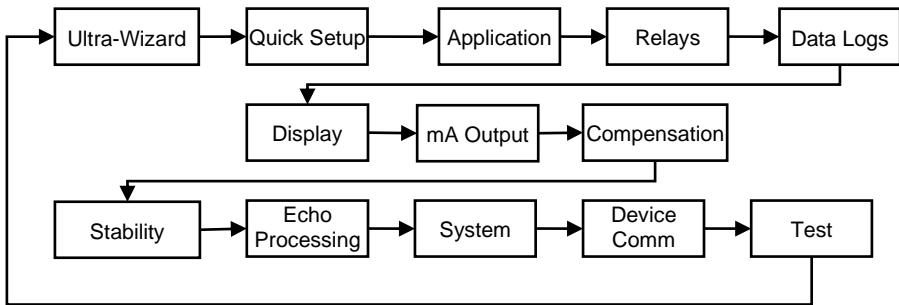 Ultra-Wizard
Quick Setup
Application
Relays
Data Logs
Display
mA Output
Compensation
Stability
Echo
Processing
System
Device
Comm
Test